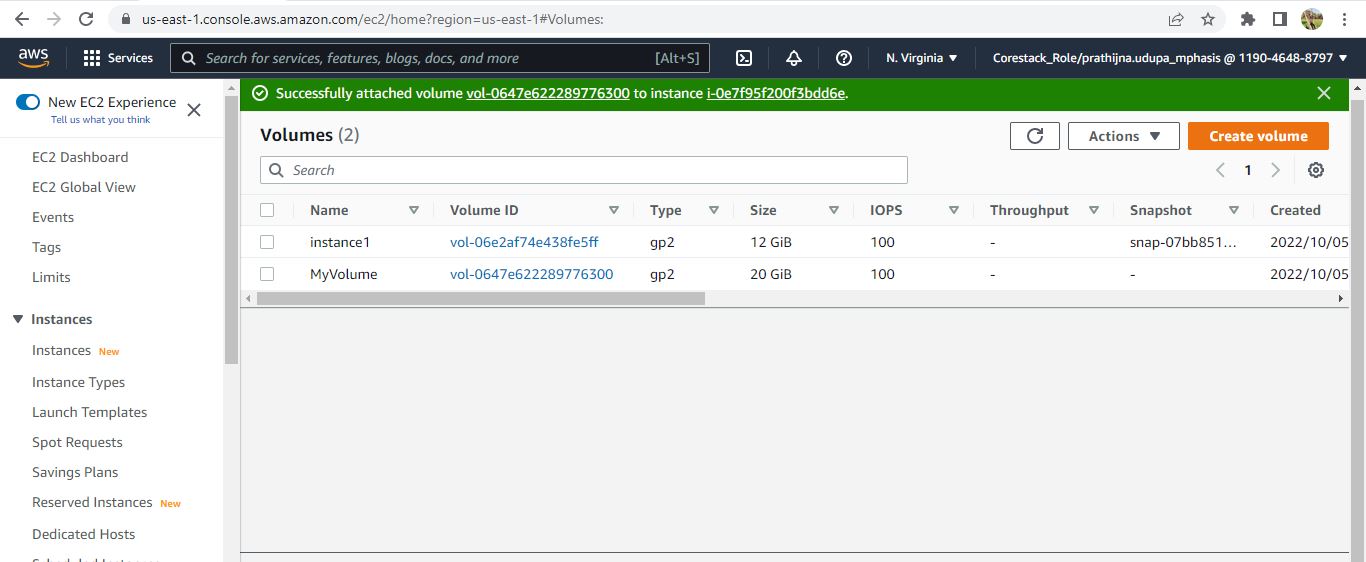 us-east-1.console.aws.amazon.com/ec2/home?region=us-east-1#Volumes:
aws Services Search for services, features, blogs, docs, and more [Alt+S] N. Virginia Corestack_Role/prathijna.udupa_mphasis @ 1190-4648-8797
New EC2 Experience
Tell us what you think
EC2 Dashboard
EC2 Global View
Events
Tags
Limits
Instances
Instances New
Instance Types
Launch Templates
Spot Requests
Savings Plans
Reserved Instances New
Dedicated Hosts
Successfully attached volume vol-0647e622289776300 to instance i-0e7f95f200f3bdd6e.
Volumes (2) Actions Create volume
Search 1
Name Volume ID Type Size IOPS Throughput Snapshot Created
instance1 vol-06e2af74e438fe5ff gp2 12 GiB 100 - snap-07bb851... 2022/10/05
MyVolume vol-0647e622289776300 gp2 20 GiB 100 - - 2022/10/05